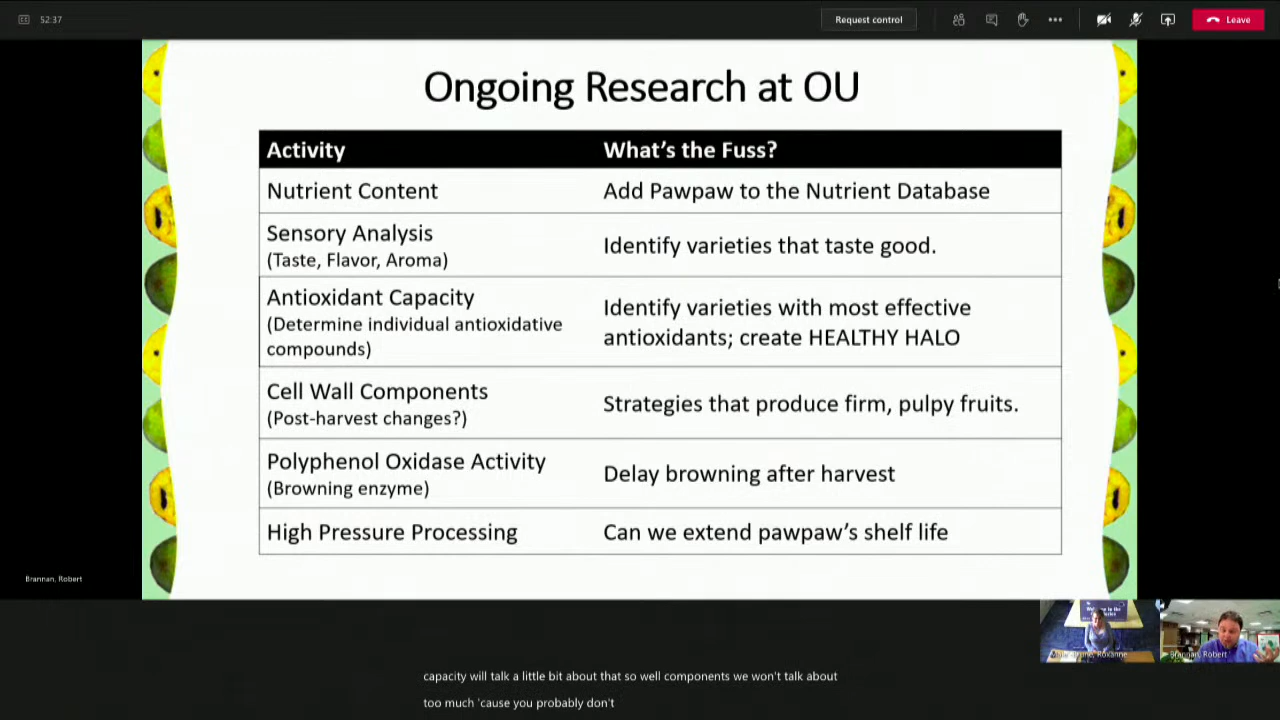 52:37
Request control
Leave
Ongoing Research at OU
Activity
What's the Fuss?
Nutrient Content
Add Pawpaw to the Nutrient Database
Sensory Analysis
(Taste, Flavor, Aroma)
Identify varieties that taste good.
Antioxidant Capacity
(Determine individual antioxidative
compounds)
Identify varieties with most effective
antioxidants; create HEALTHY HALO
Cell Wall Components
(Post-harvest changes?)
Strategies that produce firm, pulpy fruits.
Polyphenol Oxidase Activity
(Browning enzyme)
Delay browning after harvest
High Pressure Processing
Can we extend pawpaw's shelf life
Brannan, Robert
Welcome to the
Roxanne
Brannan, Robert
capacity will talk a little bit about that so well components we won't talk about
too much 'cause you probably don't